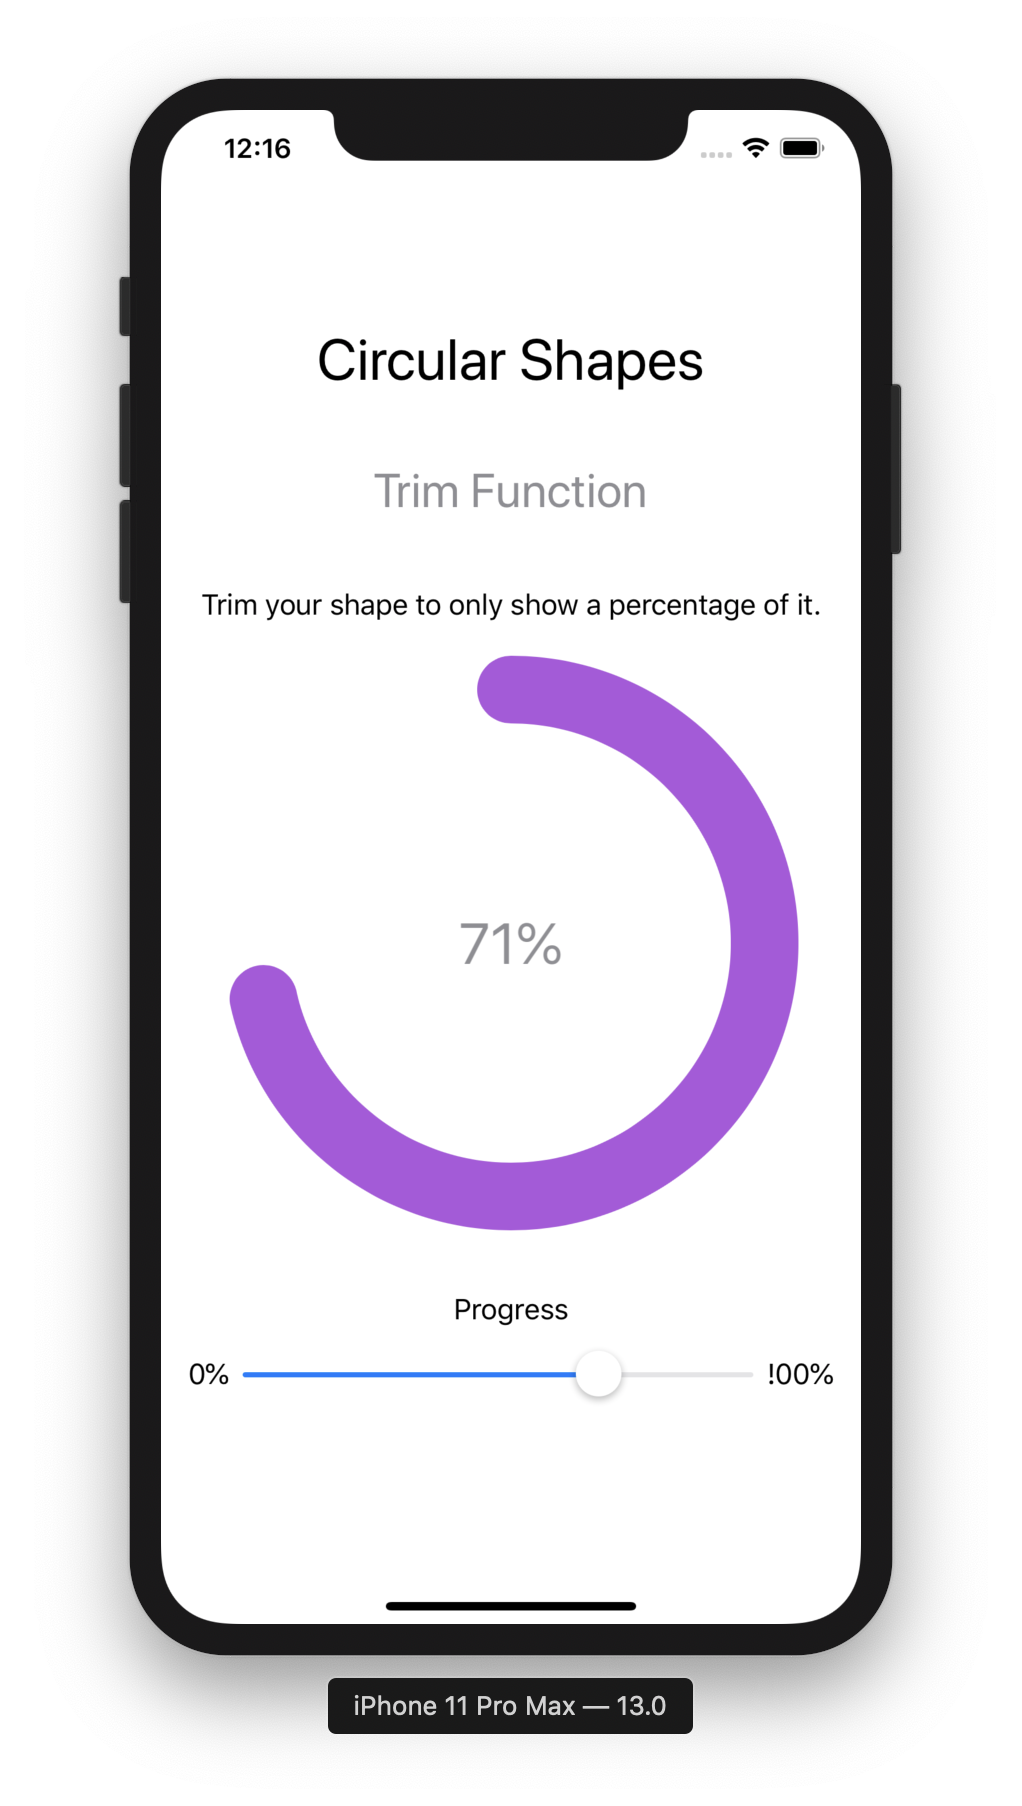 12:16
Circular Shapes
Trim Function
Trim your shape to only show a percentage of it.
71%
Progress
0% !00%
iPhone 11 Pro Max — 13.0